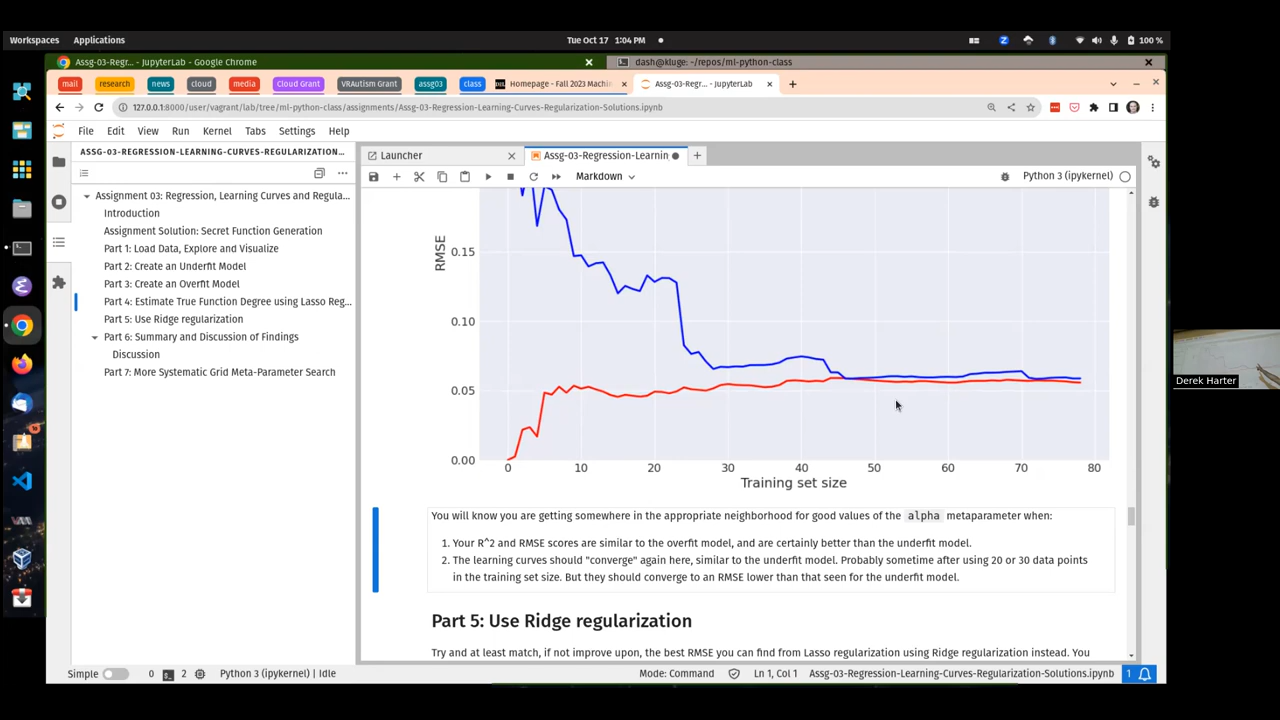 Workspaces Applications Tue Oct 17 1:04 PM 100 %
Assg-03-Regr... - JupyterLab - Google Chrome dash@kluge: ~/repos/ml-python-class
mail research news cloud media Cloud Grant VRAutism Grant assg03 class Homepage - Fall 2023 Machin Assg-03-Regr... - JupyterLab
127.0.0.1:8000/user/vagrant/lab/tree/ml-python-class/assignments/Assg-03-Regression-Learning-Curves-Regularization-Solutions.ipynb
File Edit View Run Kernel Tabs Settings Help
ASSG-03-REGRESSION-LEARNING-CURVES-REGULARIZATION...
Launcher Assg-03-Regression-Learnin
Markdown Python 3 (ipykernel)
Assignment 03: Regression, Learning Curves and Regula...
Introduction
Assignment Solution: Secret Function Generation
Part 1: Load Data, Explore and Visualize
Part 2: Create an Underfit Model
Part 3: Create an Overfit Model
Part 4: Estimate True Function Degree using Lasso Reg...
Part 5: Use Ridge regularization
Part 6: Summary and Discussion of Findings
Discussion
Part 7: More Systematic Grid Meta-Parameter Search
RMSE
0.15
0.10
0.05
0.00
0 10 20 30 40 50 60 70 80
Training set size
You will know you are getting somewhere in the appropriate neighborhood for good values of the alpha metaparameter when:
1. Your R^2 and RMSE scores are similar to the overfit model, and are certainly better than the underfit model.
2. The learning curves should "converge" again here, similar to the underfit model. Probably sometime after using 20 or 30 data points
in the training set size. But they should converge to an RMSE lower than that seen for the underfit model.
Part 5: Use Ridge regularization
Try and at least match, if not improve upon, the best RMSE you can find from Lasso regularization using Ridge regularization instead. You
Simple 0 2 Python 3 (ipykernel) | Idle Mode: Command Ln 1, Col 1 Assg-03-Regression-Learning-Curves-Regularization-Solutions.ipynb 1
Derek Harter